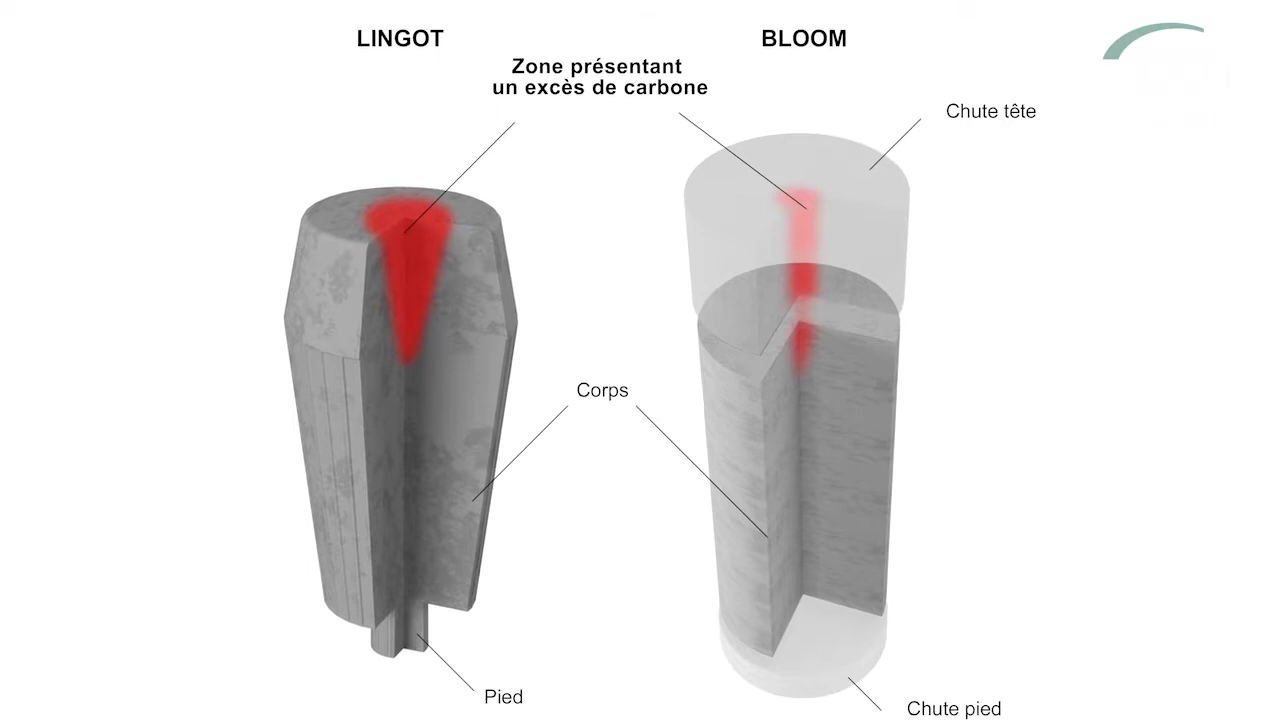 LINGOT
BLOOM
Zone présentant
un excès de carbone
Chute tête
Corps
Pied
Chute pied